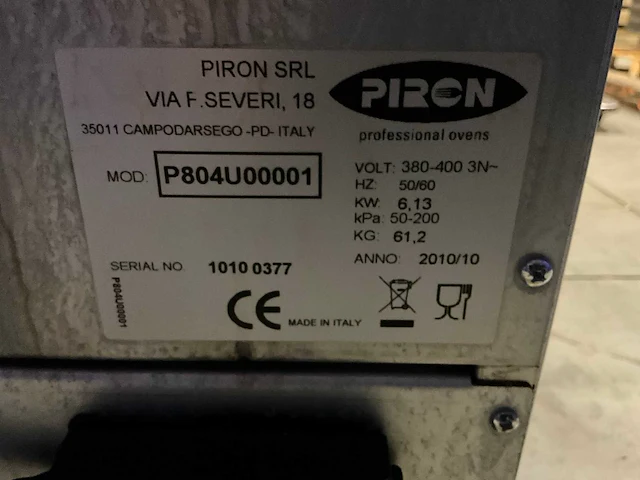 PIRON SRL
VIA F.SEVERI, 18
35011 CAMPODARSEGO -PD- ITALY
PIRON
professional ovens
MOD: P804U00001
VOLT: 380-400 3N~
HZ: 50/60
KW: 6,13
kPa: 50-200
KG: 61,2
SERIAL NO 1010 0377
ANNO: 2010/10
P804U00001
CE
MADE IN ITALY